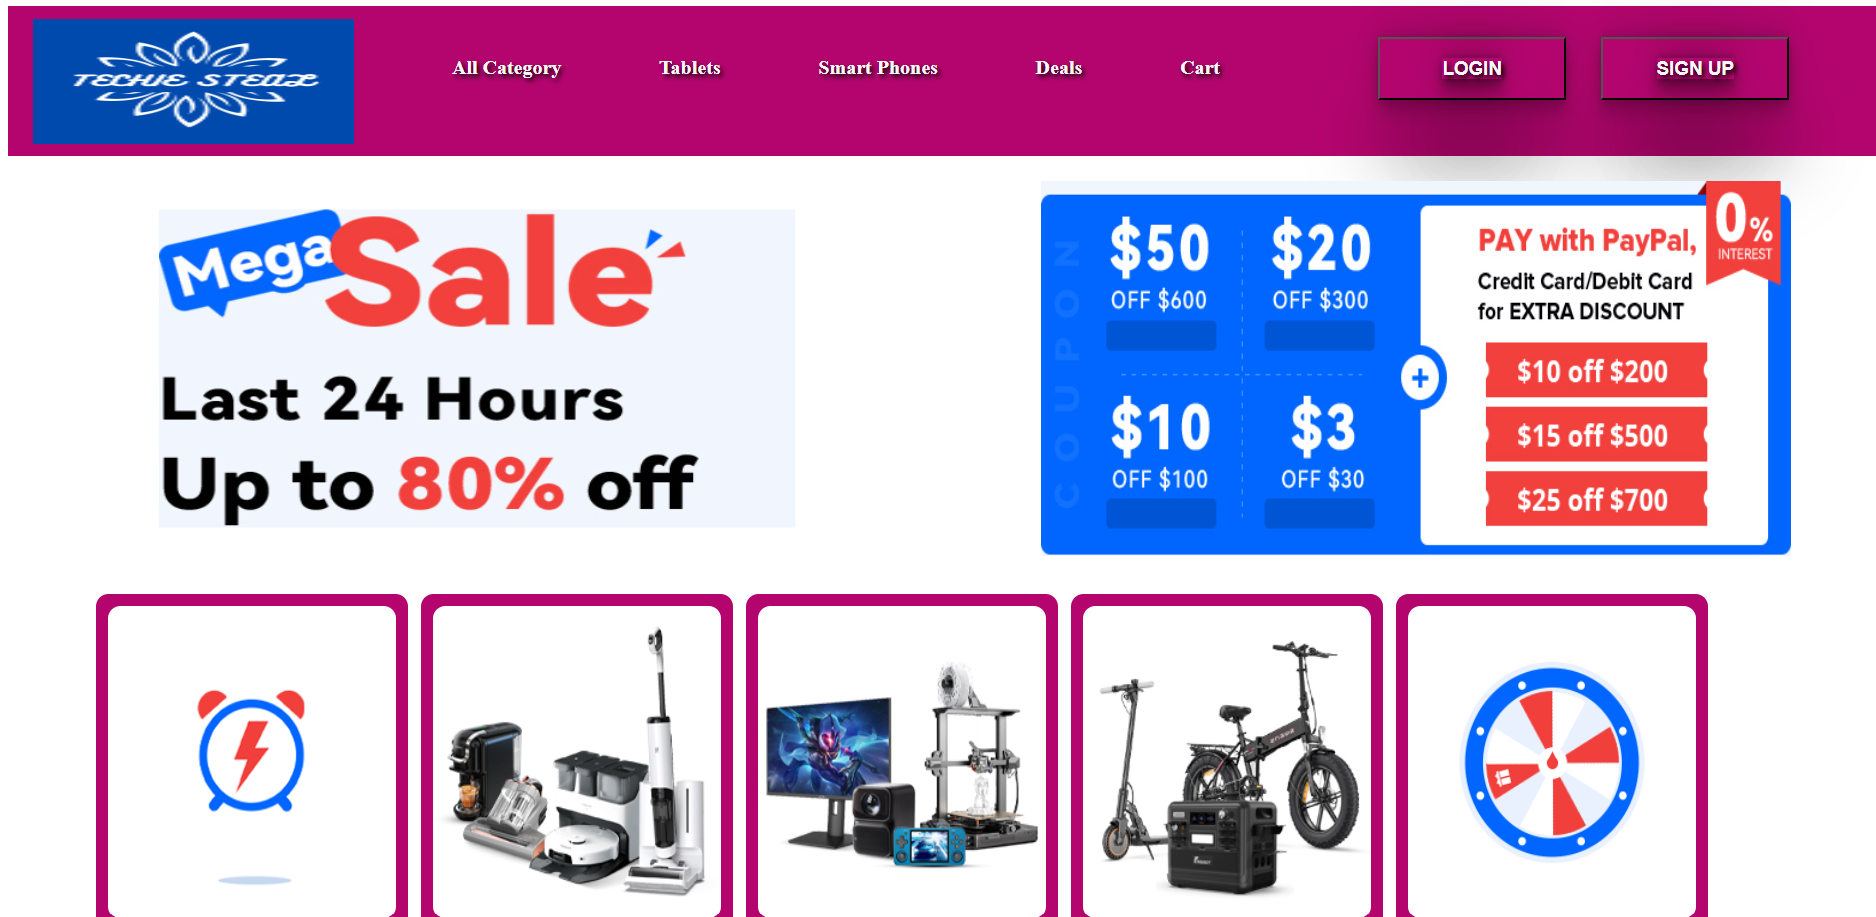 TECHIE STEAL
All Category
Tablets
Smart Phones
Deals
Cart
LOGIN
SIGN UP
Mega
Sale
Last 24 Hours
Up to 80% off
COUPON
$50
OFF $600
$20
OFF $300
$10
OFF $100
$3
OFF $30
+
PAY with PayPal,
Credit Card/Debit Card
for EXTRA DISCOUNT
0%
INTEREST
$10 off $200
$15 off $500
$25 off $700